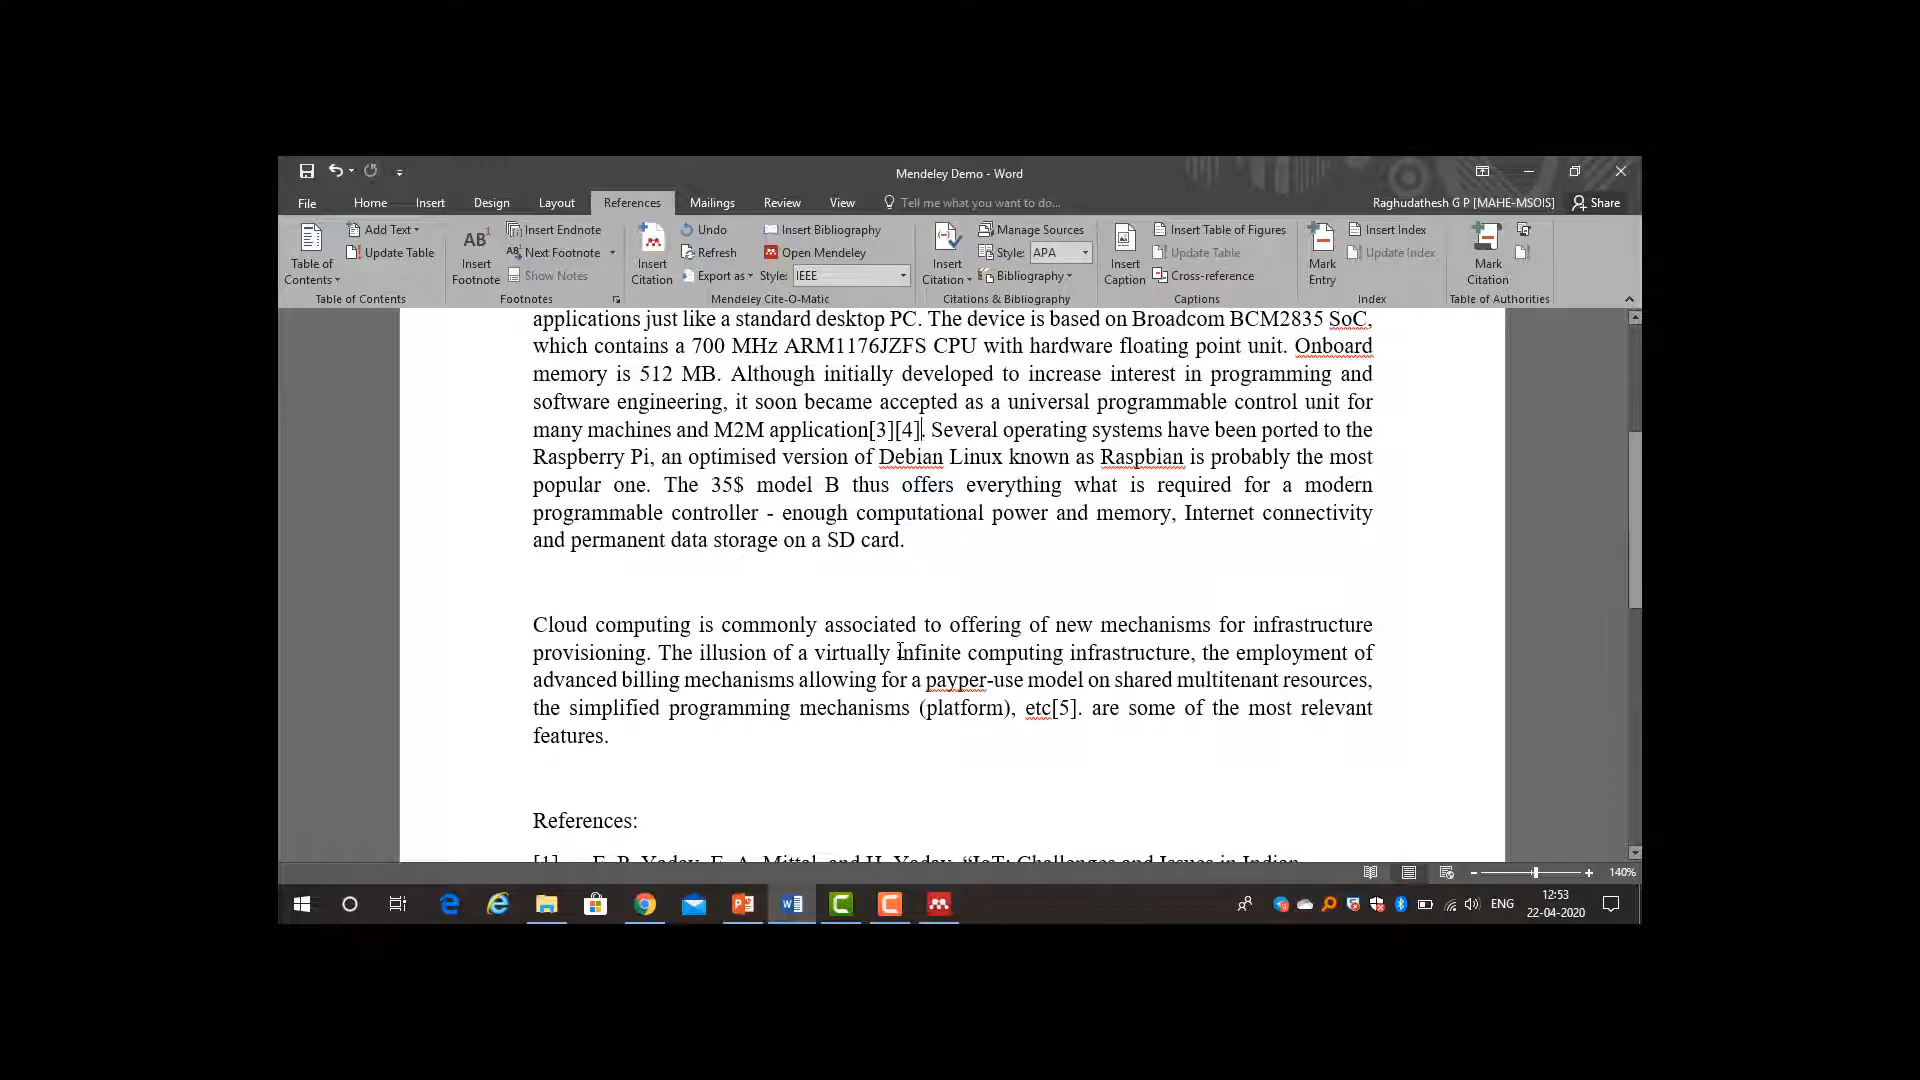 Mendeley Demo - Word
File Home Insert Design Layout References Mailings Review View Tell me what you want to do... Raghudathesh G P [MAHE-MSOIS] Share
Table of Contents
Add Text
Update Table
Table of Contents
AB1 Insert Footnote
Insert Endnote
Next Footnote
Show Notes
Footnotes
Insert Citation
Undo
Refresh
Export as
Insert Bibliography
Open Mendeley
Style: IEEE
Mendeley Cite-O-Matic
Insert Citation
Manage Sources
Style: APA
Bibliography
Citations & Bibliography
Insert Caption
Insert Table of Figures
Update Table
Cross-reference
Captions
Mark Entry
Insert Index
Update Index
Index
Mark Citation
Table of Authorities
applications just like a standard desktop PC. The device is based on Broadcom BCM2835 SoC,
which contains a 700 MHz ARM1176JZFS CPU with hardware floating point unit. Onboard
memory is 512 MB. Although initially developed to increase interest in programming and
software engineering, it soon became accepted as a universal programmable control unit for
many machines and M2M application[3][4]. Several operating systems have been ported to the
Raspberry Pi, an optimised version of Debian Linux known as Raspbian is probably the most
popular one. The 35$ model B thus offers everything what is required for a modern
programmable controller - enough computational power and memory, Internet connectivity
and permanent data storage on a SD card.
Cloud computing is commonly associated to offering of new mechanisms for infrastructure
provisioning. The illusion of a virtually infinite computing infrastructure, the employment of
advanced billing mechanisms allowing for a payper-use model on shared multitenant resources,
the simplified programming mechanisms (platform), etc[5]. are some of the most relevant
features.
References:
[1] E. P. Yadav, E. A. Mittal, and H. Yadav, “IoT: Challenges and Issues in Indian
140%
ENG
12:53
22-04-2020